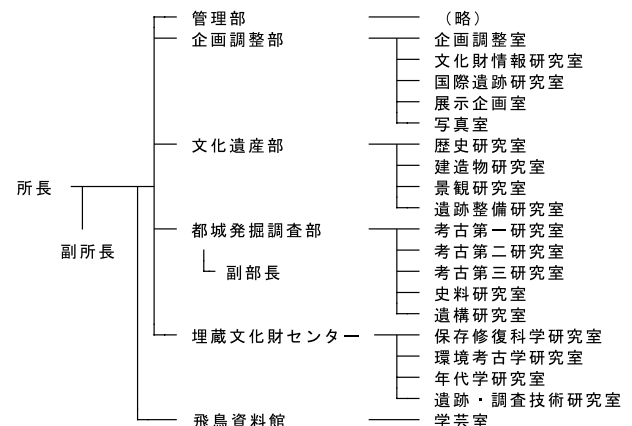 管理部 （略）
企画調整部 企画調整室
文化財情報研究室
国際遺跡研究室
展示企画室
写真室
文化遺産部 歴史研究室
建造物研究室
所長 景観研究室
遺跡整備研究室
都城発掘調査部 考古第一研究室
副所長 考古第二研究室
副部長 考古第三研究室
史料研究室
遺構研究室
埋蔵文化財センター 保存修復科学研究室
環境考古学研究室
年代学研究室
遺跡・調査技術研究室
飛鳥資料館 学芸室